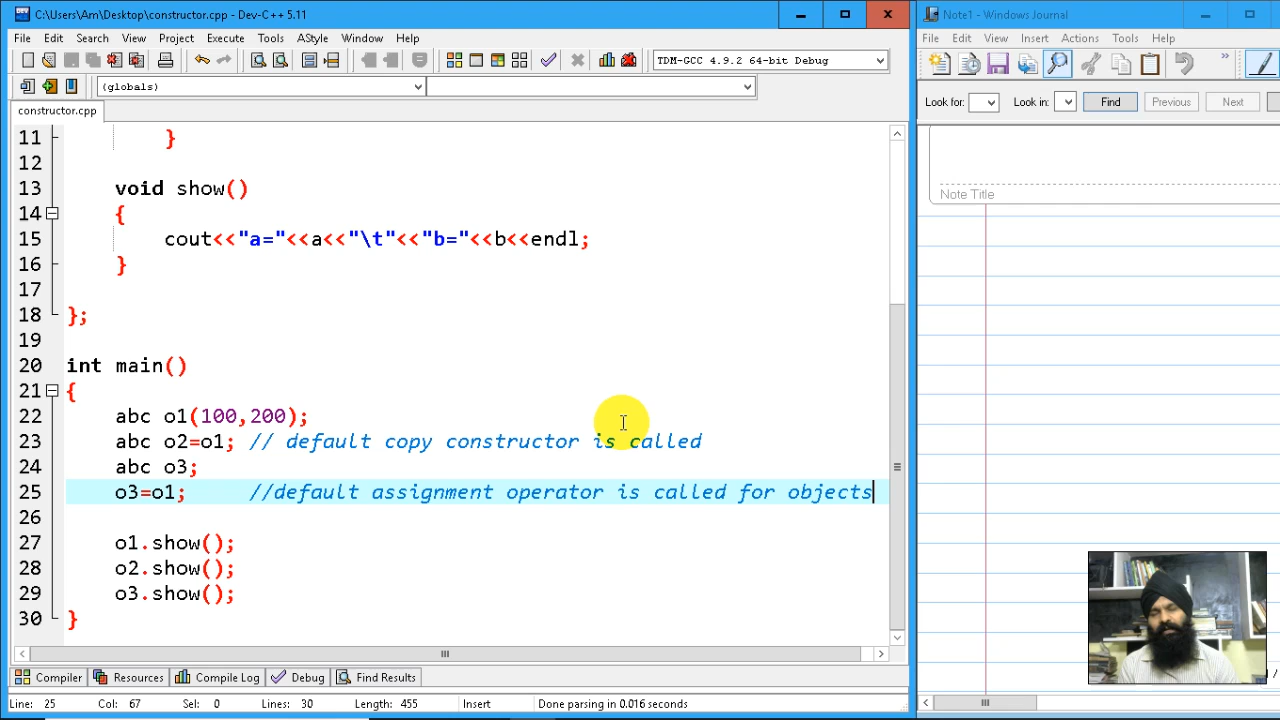 C:\Users\Am\Desktop\constructor.cpp - Dev-C++ 5.11
File Edit Search View Project Execute Tools AStyle Window Help
TDM-GCC 4.9.2 64-bit Debug
(globals)
constructor.cpp
11 }
12
13 void show()
14 {
15 cout<<"a="<<a<<"\t"<<"b="<<b<<endl;
16 }
17
18 };
19
20 int main()
21 {
22 abc o1(100,200);
23 abc o2=o1; // default copy constructor is called
24 abc o3;
25 o3=o1; //default assignment operator is called for objects
26
27 o1.show();
28 o2.show();
29 o3.show();
30 }
Compiler Resources Compile Log Debug Find Results
Line: 25 Col: 67 Sel: 0 Lines: 30 Length: 455 Insert Done parsing in 0.016 seconds
Note1 - Windows Journal
File Edit View Insert Actions Tools Help
Look for: Look in: Find Previous Next
Note Title